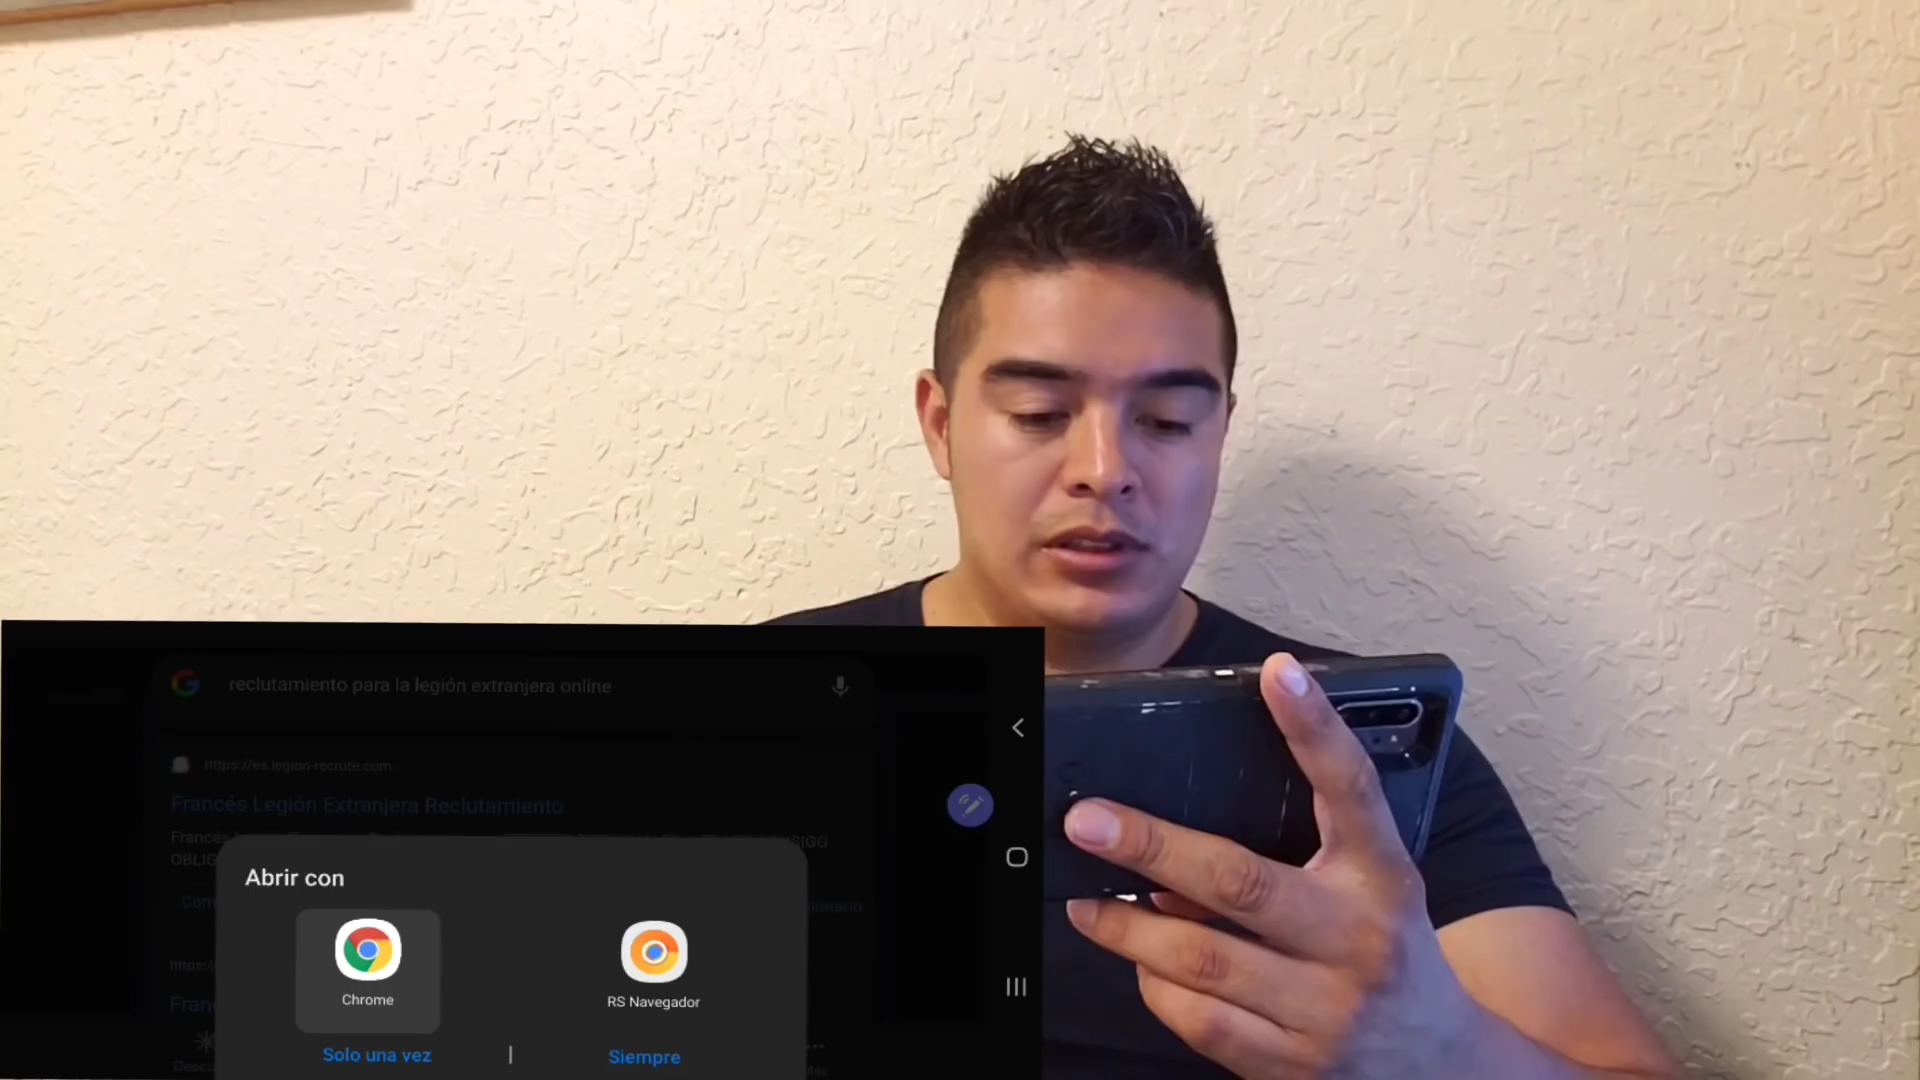 reclutamiento para la legión extranjera online
https://es.legion-recrute.com
Francés Legión Extranjera Reclutamiento
Abrir con
Chrome
RS Navegador
Solo una vez
Siempre